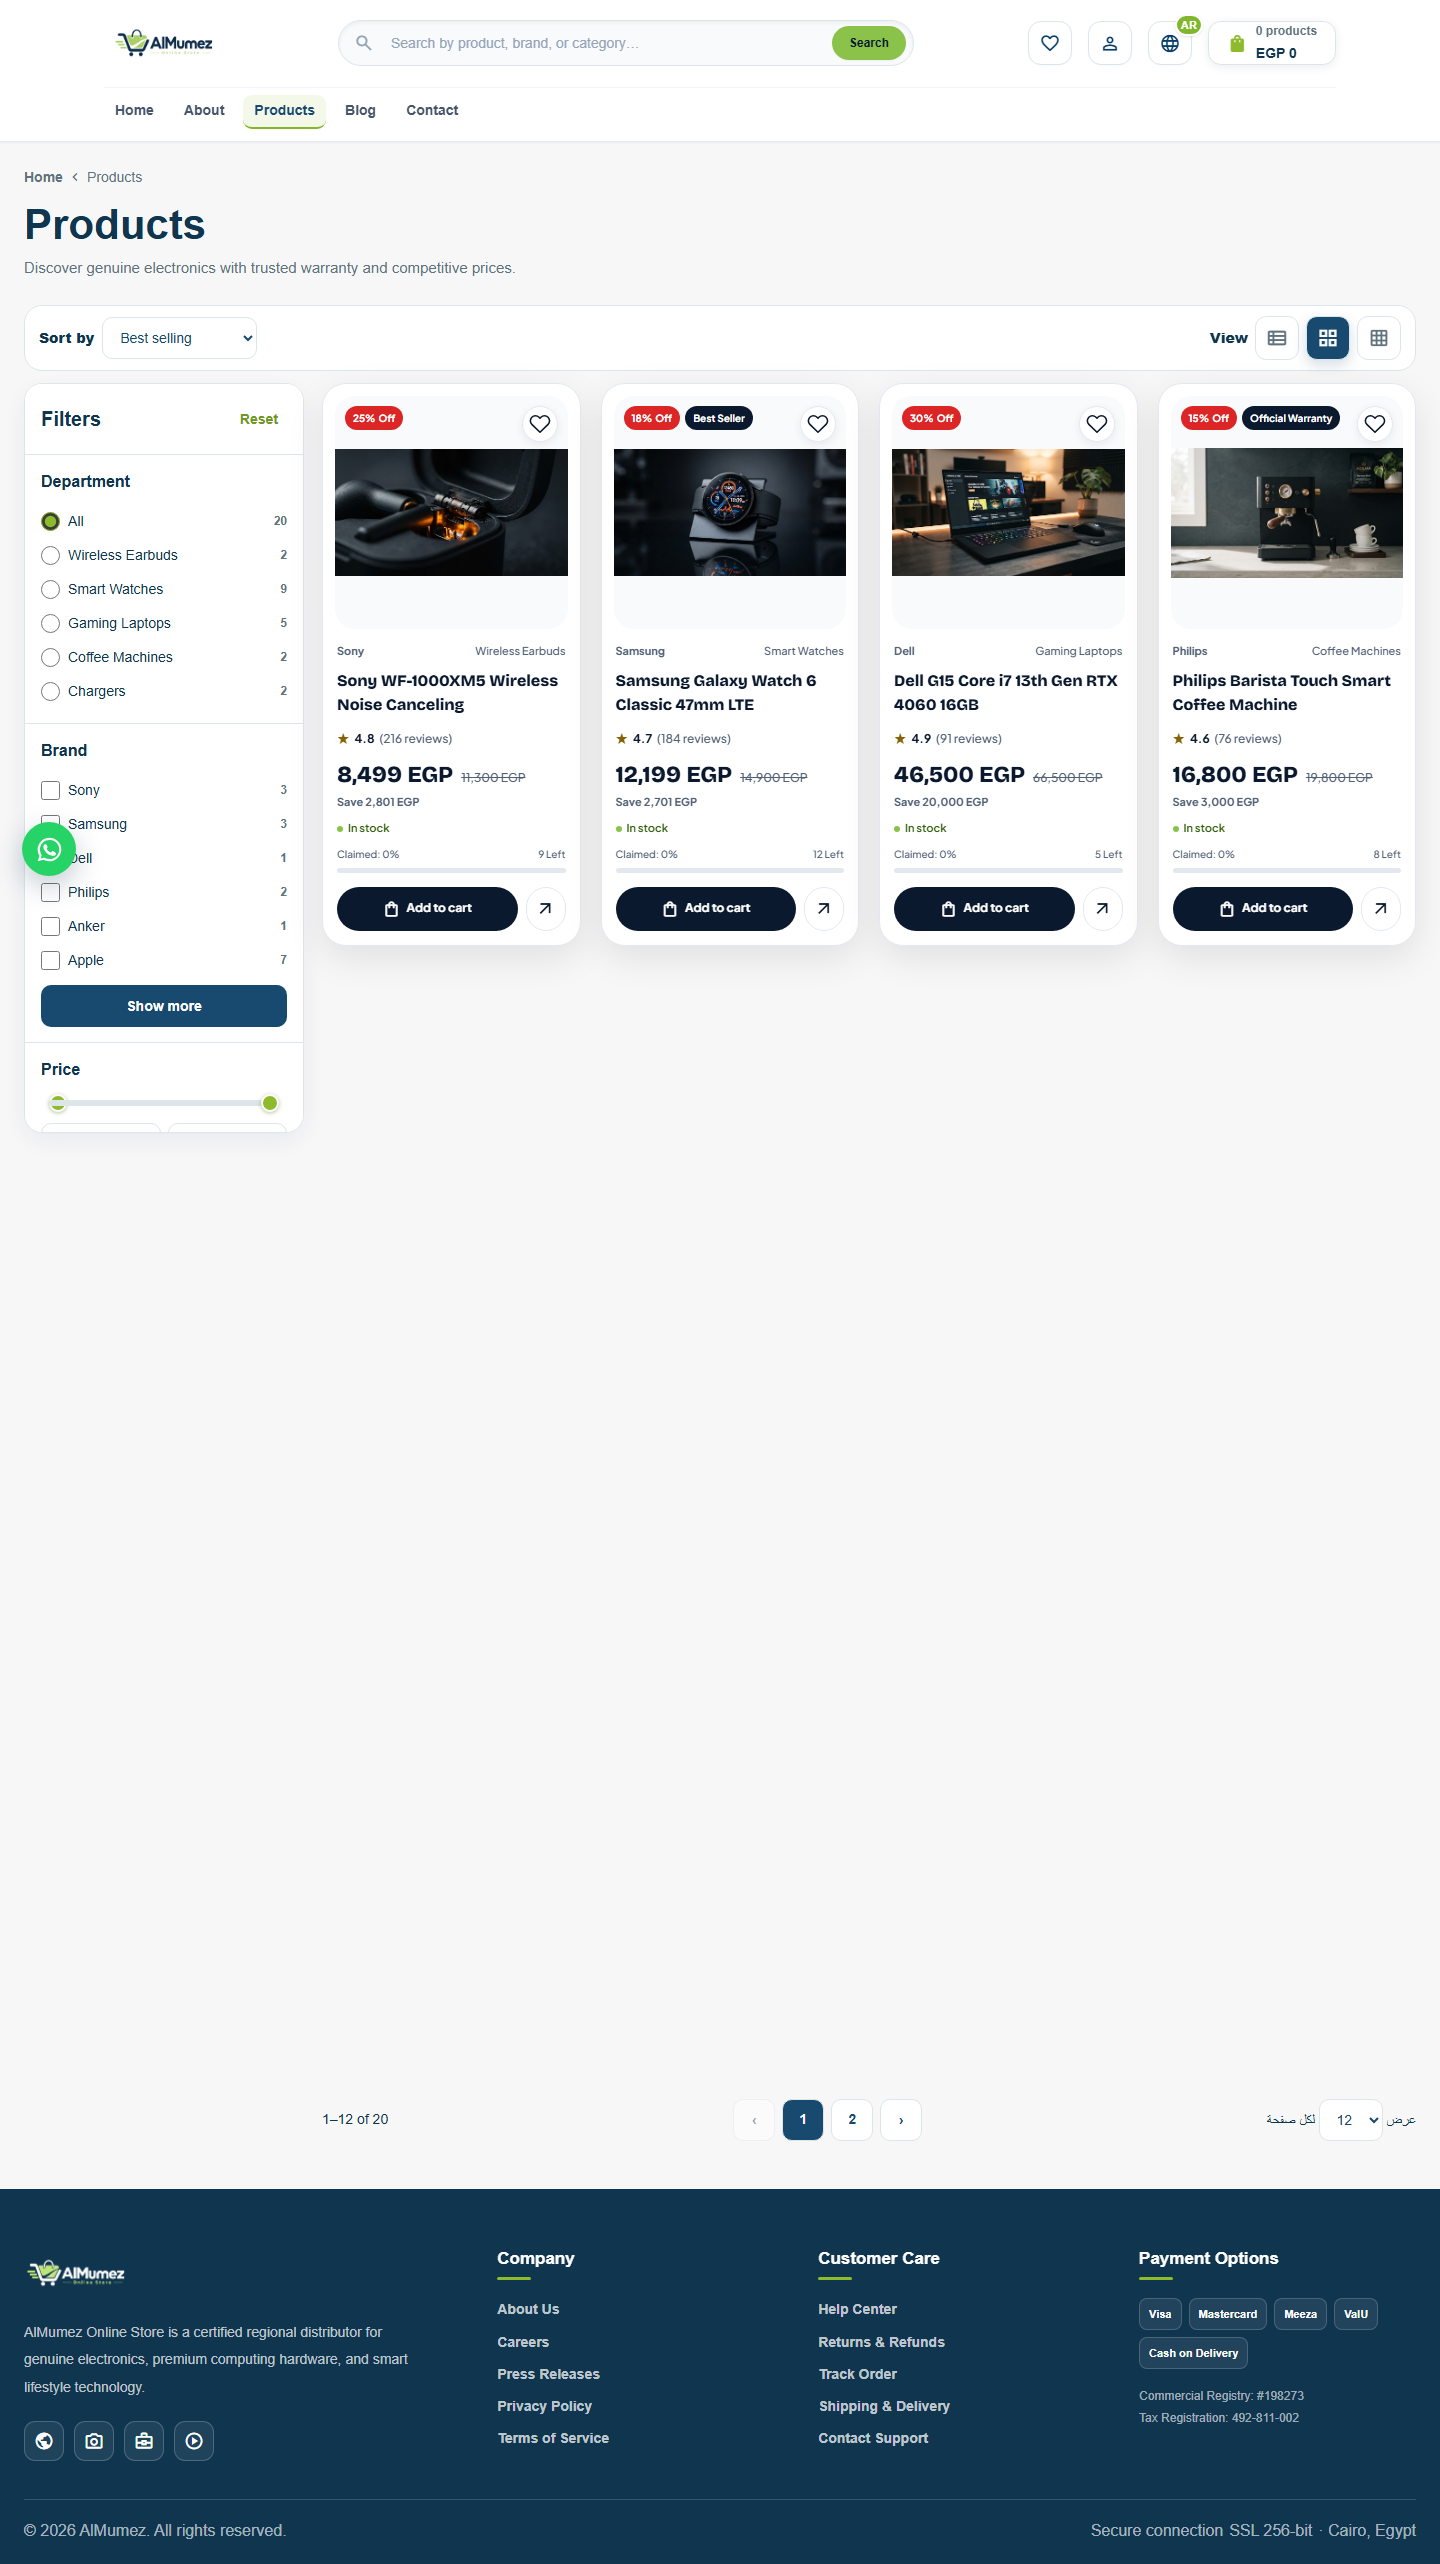 AlMumez
Online Store
Search by product, brand, or category...
Search
AR
0 products
EGP 0
Home
About
Products
Blog
Contact
Home ‹ Products
Products
Discover genuine electronics with trusted warranty and competitive prices.
Sort by
Best selling
View
Filters
Reset
Department
All 20
Wireless Earbuds 2
Smart Watches 9
Gaming Laptops 5
Coffee Machines 2
Chargers 2
Brand
Sony 3
Samsung 3
Dell 1
Philips 2
Anker 1
Apple 7
Show more
Price
25% Off
Sony Wireless Earbuds
Sony WF-1000XM5 Wireless
Noise Canceling
★ 4.8 (216 reviews)
8,499 EGP 11,300 EGP
Save 2,801 EGP
In stock
Claimed: 0% 9 Left
Add to cart
18% Off
Best Seller
Samsung Smart Watches
Samsung Galaxy Watch 6
Classic 47mm LTE
★ 4.7 (184 reviews)
12,199 EGP 14,900 EGP
Save 2,701 EGP
In stock
Claimed: 0% 12 Left
Add to cart
30% Off
Dell Gaming Laptops
Dell G15 Core i7 13th Gen RTX
4060 16GB
★ 4.9 (91 reviews)
46,500 EGP 66,500 EGP
Save 20,000 EGP
In stock
Claimed: 0% 5 Left
Add to cart
15% Off
Official Warranty
Philips Coffee Machines
Philips Barista Touch Smart
Coffee Machine
★ 4.6 (76 reviews)
16,800 EGP 19,800 EGP
Save 3,000 EGP
In stock
Claimed: 0% 8 Left
Add to cart
1–12 of 20
‹ 1 2 ›
عرض 12 لكل صفحة
AlMumez
Online Store
AlMumez Online Store is a certified regional distributor for
genuine electronics, premium computing hardware, and smart
lifestyle technology.
Company
About Us
Careers
Press Releases
Privacy Policy
Terms of Service
Customer Care
Help Center
Returns & Refunds
Track Order
Shipping & Delivery
Contact Support
Payment Options
Visa
Mastercard
Meeza
ValU
Cash on Delivery
Commercial Registry: #198273
Tax Registration: 492-811-002
© 2026 AlMumez. All rights reserved.
Secure connection SSL 256-bit · Cairo, Egypt